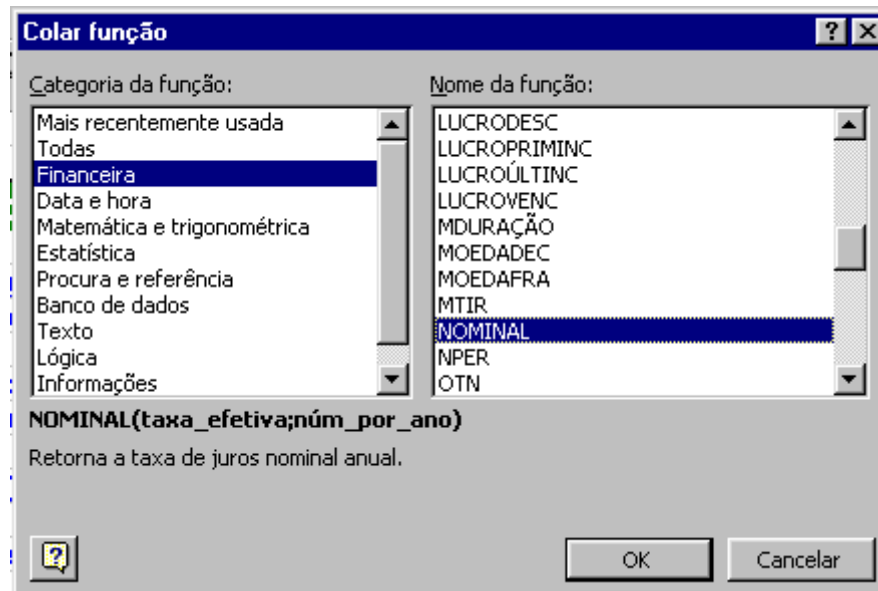 Colar função
Categoria da função:
Mais recentemente usada
Todas
Financeira
Data e hora
Matemática e trigonométrica
Estatística
Procura e referência
Banco de dados
Texto
Lógica
Informações
Nome da função:
LUCRODESC
LUCROPRIMINC
LUCROÚLTINC
LUCROVENC
MDURAÇÃO
MOEDADEC
MOEDAFRA
MTIR
NOMINAL
NPER
OTN
NOMINAL(taxa_efetiva;núm_por_ano)
Retorna a taxa de juros nominal anual.
OK
Cancelar